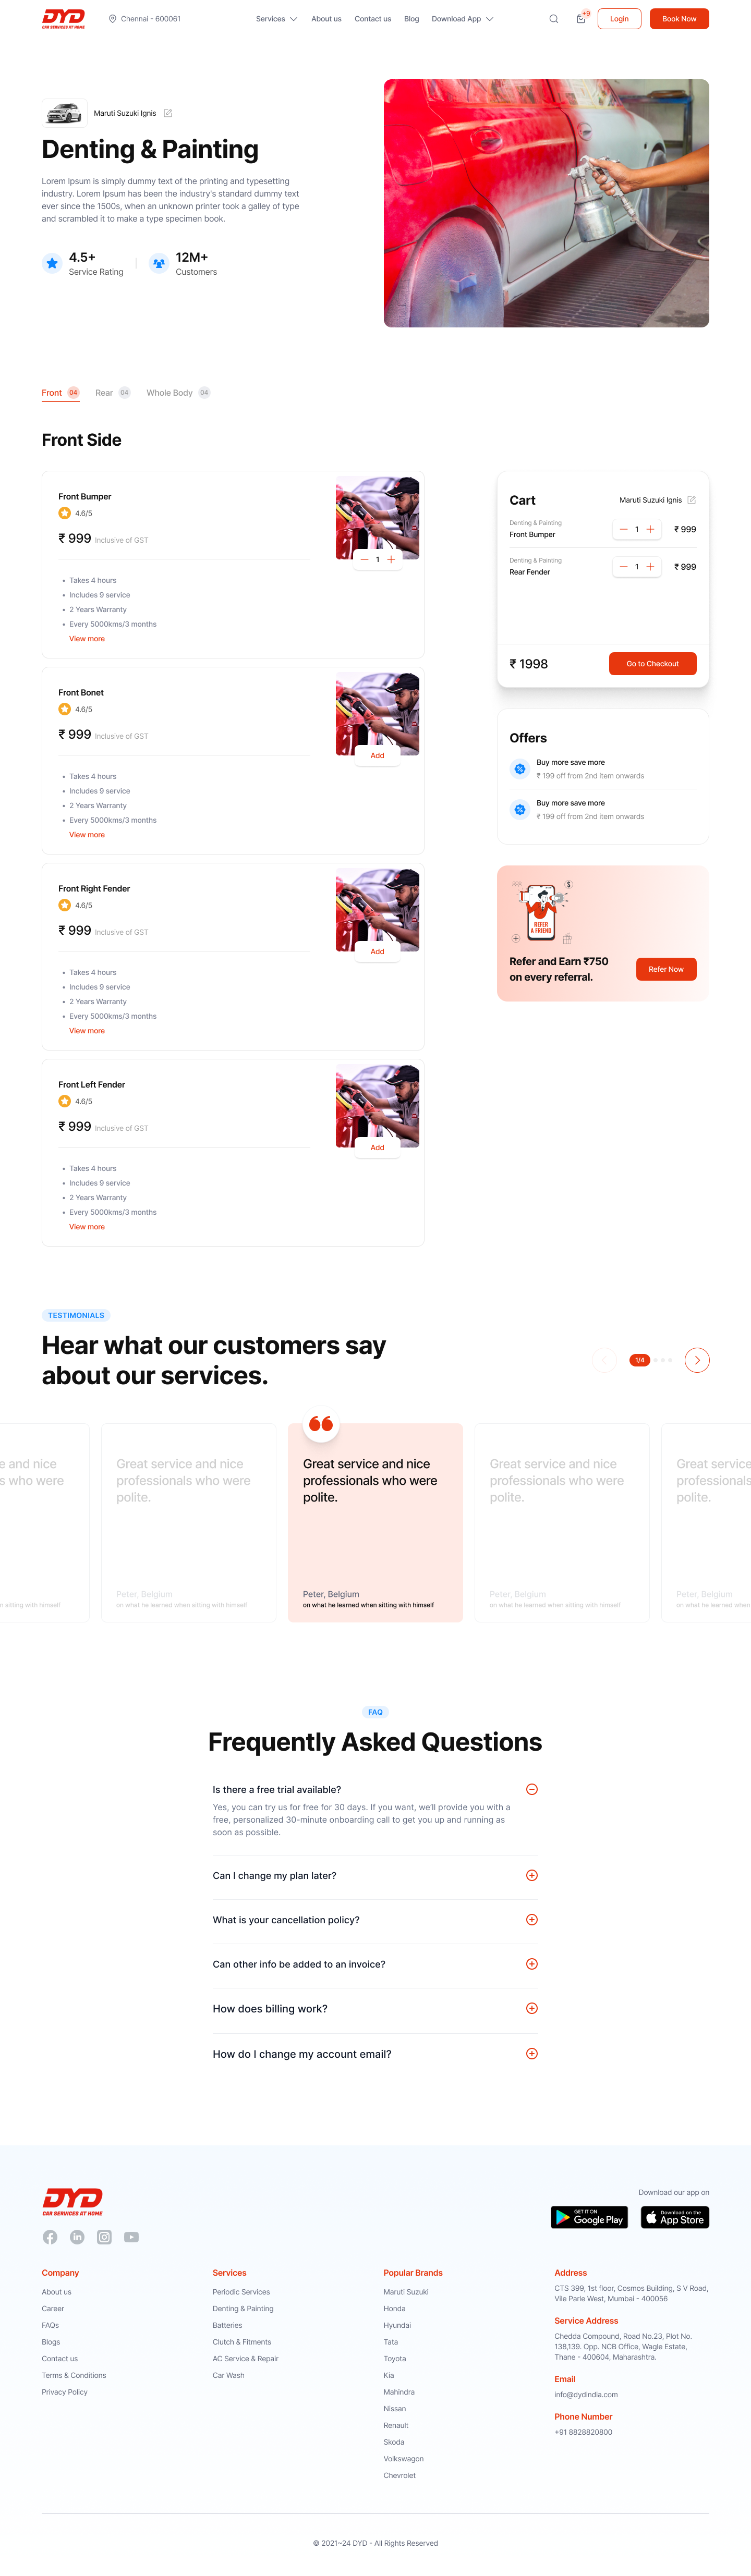 DYD
CAR SERVICES AT HOME
Chennai - 600061
Services
About us
Contact us
Blog
Download App
+9
Login
Book Now
Maruti Suzuki Ignis
Denting & Painting
Lorem Ipsum is simply dummy text of the printing and typesetting
industry. Lorem Ipsum has been the industry's standard dummy text
ever since the 1500s, when an unknown printer took a galley of type
and scrambled it to make a type specimen book.
4.5+
Service Rating
12M+
Customers
Front 04
Rear 04
Whole Body 04
Front Side
Front Bumper
4.6/5
₹ 999 Inclusive of GST
1
• Takes 4 hours
• Includes 9 service
• 2 Years Warranty
• Every 5000kms/3 months
View more
Front Bonet
4.6/5
₹ 999 Inclusive of GST
Add
• Takes 4 hours
• Includes 9 service
• 2 Years Warranty
• Every 5000kms/3 months
View more
Front Right Fender
4.6/5
₹ 999 Inclusive of GST
Add
• Takes 4 hours
• Includes 9 service
• 2 Years Warranty
• Every 5000kms/3 months
View more
Front Left Fender
4.6/5
₹ 999 Inclusive of GST
Add
• Takes 4 hours
• Includes 9 service
• 2 Years Warranty
• Every 5000kms/3 months
View more
Cart
Maruti Suzuki Ignis
Denting & Painting
Front Bumper
1
₹ 999
Denting & Painting
Rear Fender
1
₹ 999
₹ 1998
Go to Checkout
Offers
Buy more save more
₹ 199 off from 2nd item onwards
Buy more save more
₹ 199 off from 2nd item onwards
REFER
A FRIEND
Refer and Earn ₹750
on every referral.
Refer Now
TESTIMONIALS
Hear what our customers say
about our services.
1/4
e and nice
s who were
n sitting with himself
Great service and nice
professionals who were
polite.
Peter, Belgium
on what he learned when sitting with himself
Great service and nice
professionals who were
polite.
Peter, Belgium
on what he learned when sitting with himself
Great service and nice
professionals who were
polite.
Peter, Belgium
on what he learned when sitting with himself
Great service
professionals
polite.
Peter, Belgium
on what he learned when
FAQ
Frequently Asked Questions
Is there a free trial available?
Yes, you can try us for free for 30 days. If you want, we'll provide you with a
free, personalized 30-minute onboarding call to get you up and running as
soon as possible.
Can I change my plan later?
What is your cancellation policy?
Can other info be added to an invoice?
How does billing work?
How do I change my account email?
DYD
CAR SERVICES AT HOME
Download our app on
GET IT ON
Google Play
Download on the
App Store
Company
About us
Career
FAQs
Blogs
Contact us
Terms & Conditions
Privacy Policy
Services
Periodic Services
Denting & Painting
Batteries
Clutch & Fitments
AC Service & Repair
Car Wash
Popular Brands
Maruti Suzuki
Honda
Hyundai
Tata
Toyota
Kia
Mahindra
Nissan
Renault
Skoda
Volkswagon
Chevrolet
Address
CTS 399, 1st floor, Cosmos Building, S V Road,
Vile Parle West, Mumbai - 400056
Service Address
Chedda Compound, Road No.23, Plot No.
138,139. Opp. NCB Office, Wagle Estate,
Thane - 400604, Maharashtra.
Email
info@dydindia.com
Phone Number
+91 8828820800
© 2021–24 DYD - All Rights Reserved